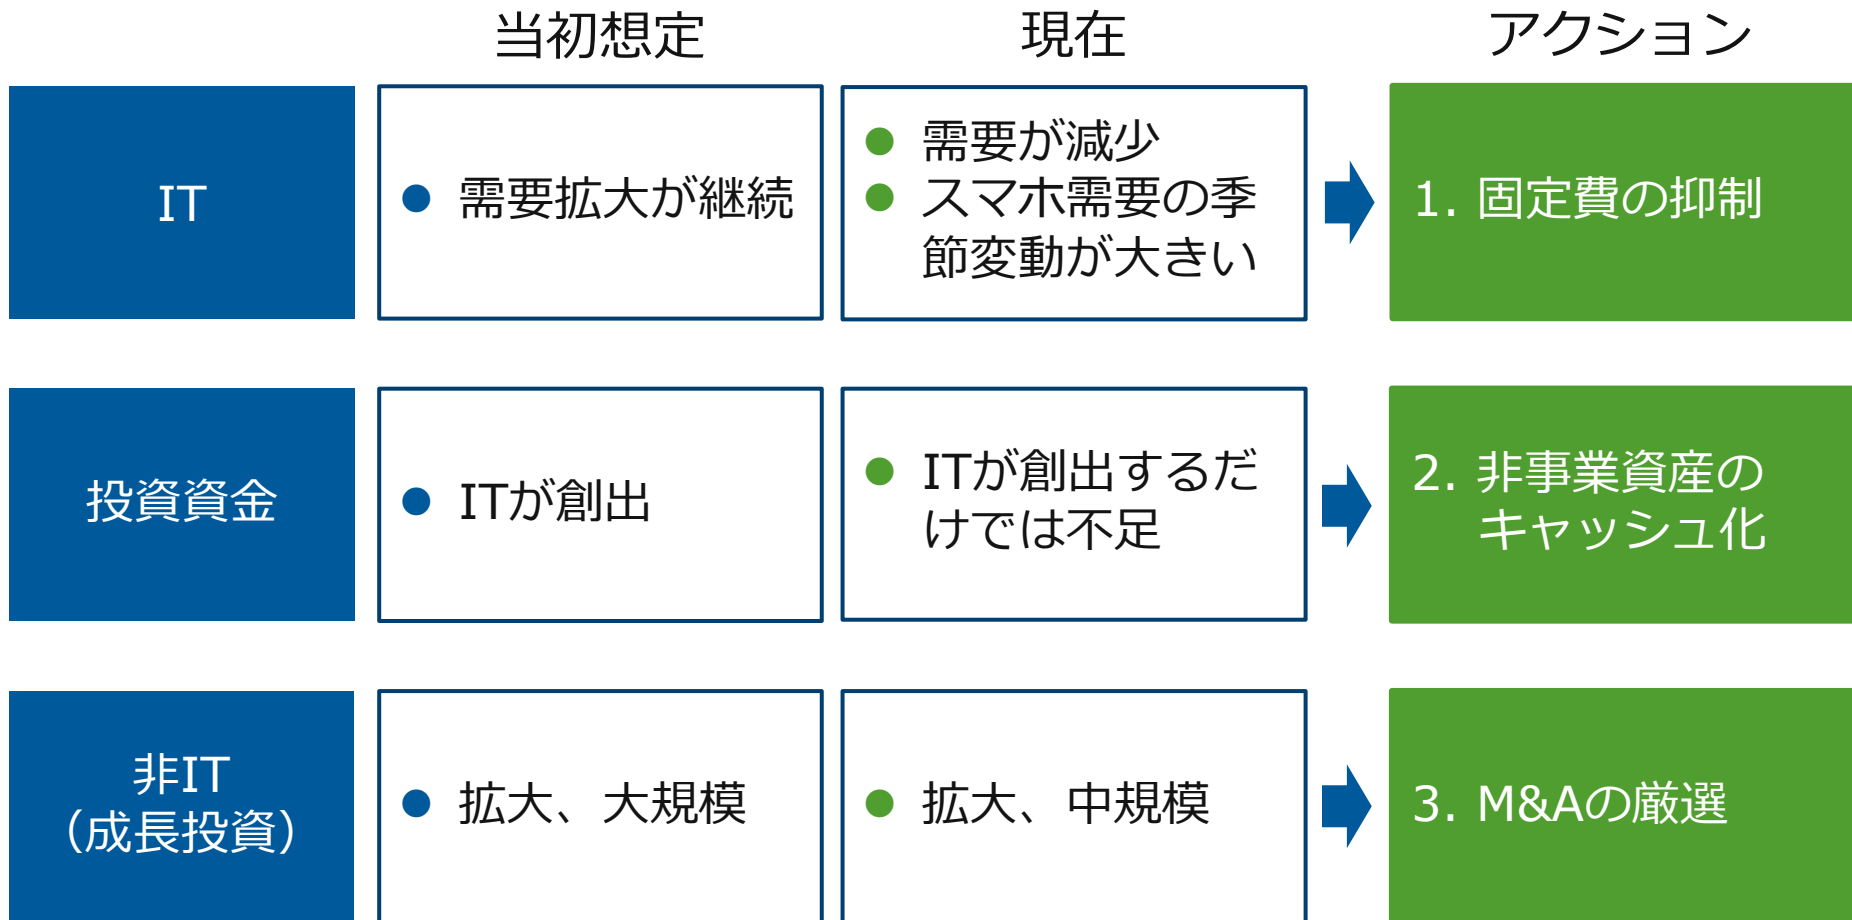 当初想定
現在
アクション
IT
● 需要拡大が継続
● 需要が減少
● スマホ需要の季
節変動が大きい
1. 固定費の抑制
投資資金
● ITが創出
● ITが創出するだ
けでは不足
2. 非事業資産の
キャッシュ化
非IT
（成長投資）
● 拡大、大規模
● 拡大、中規模
3. M&Aの厳選